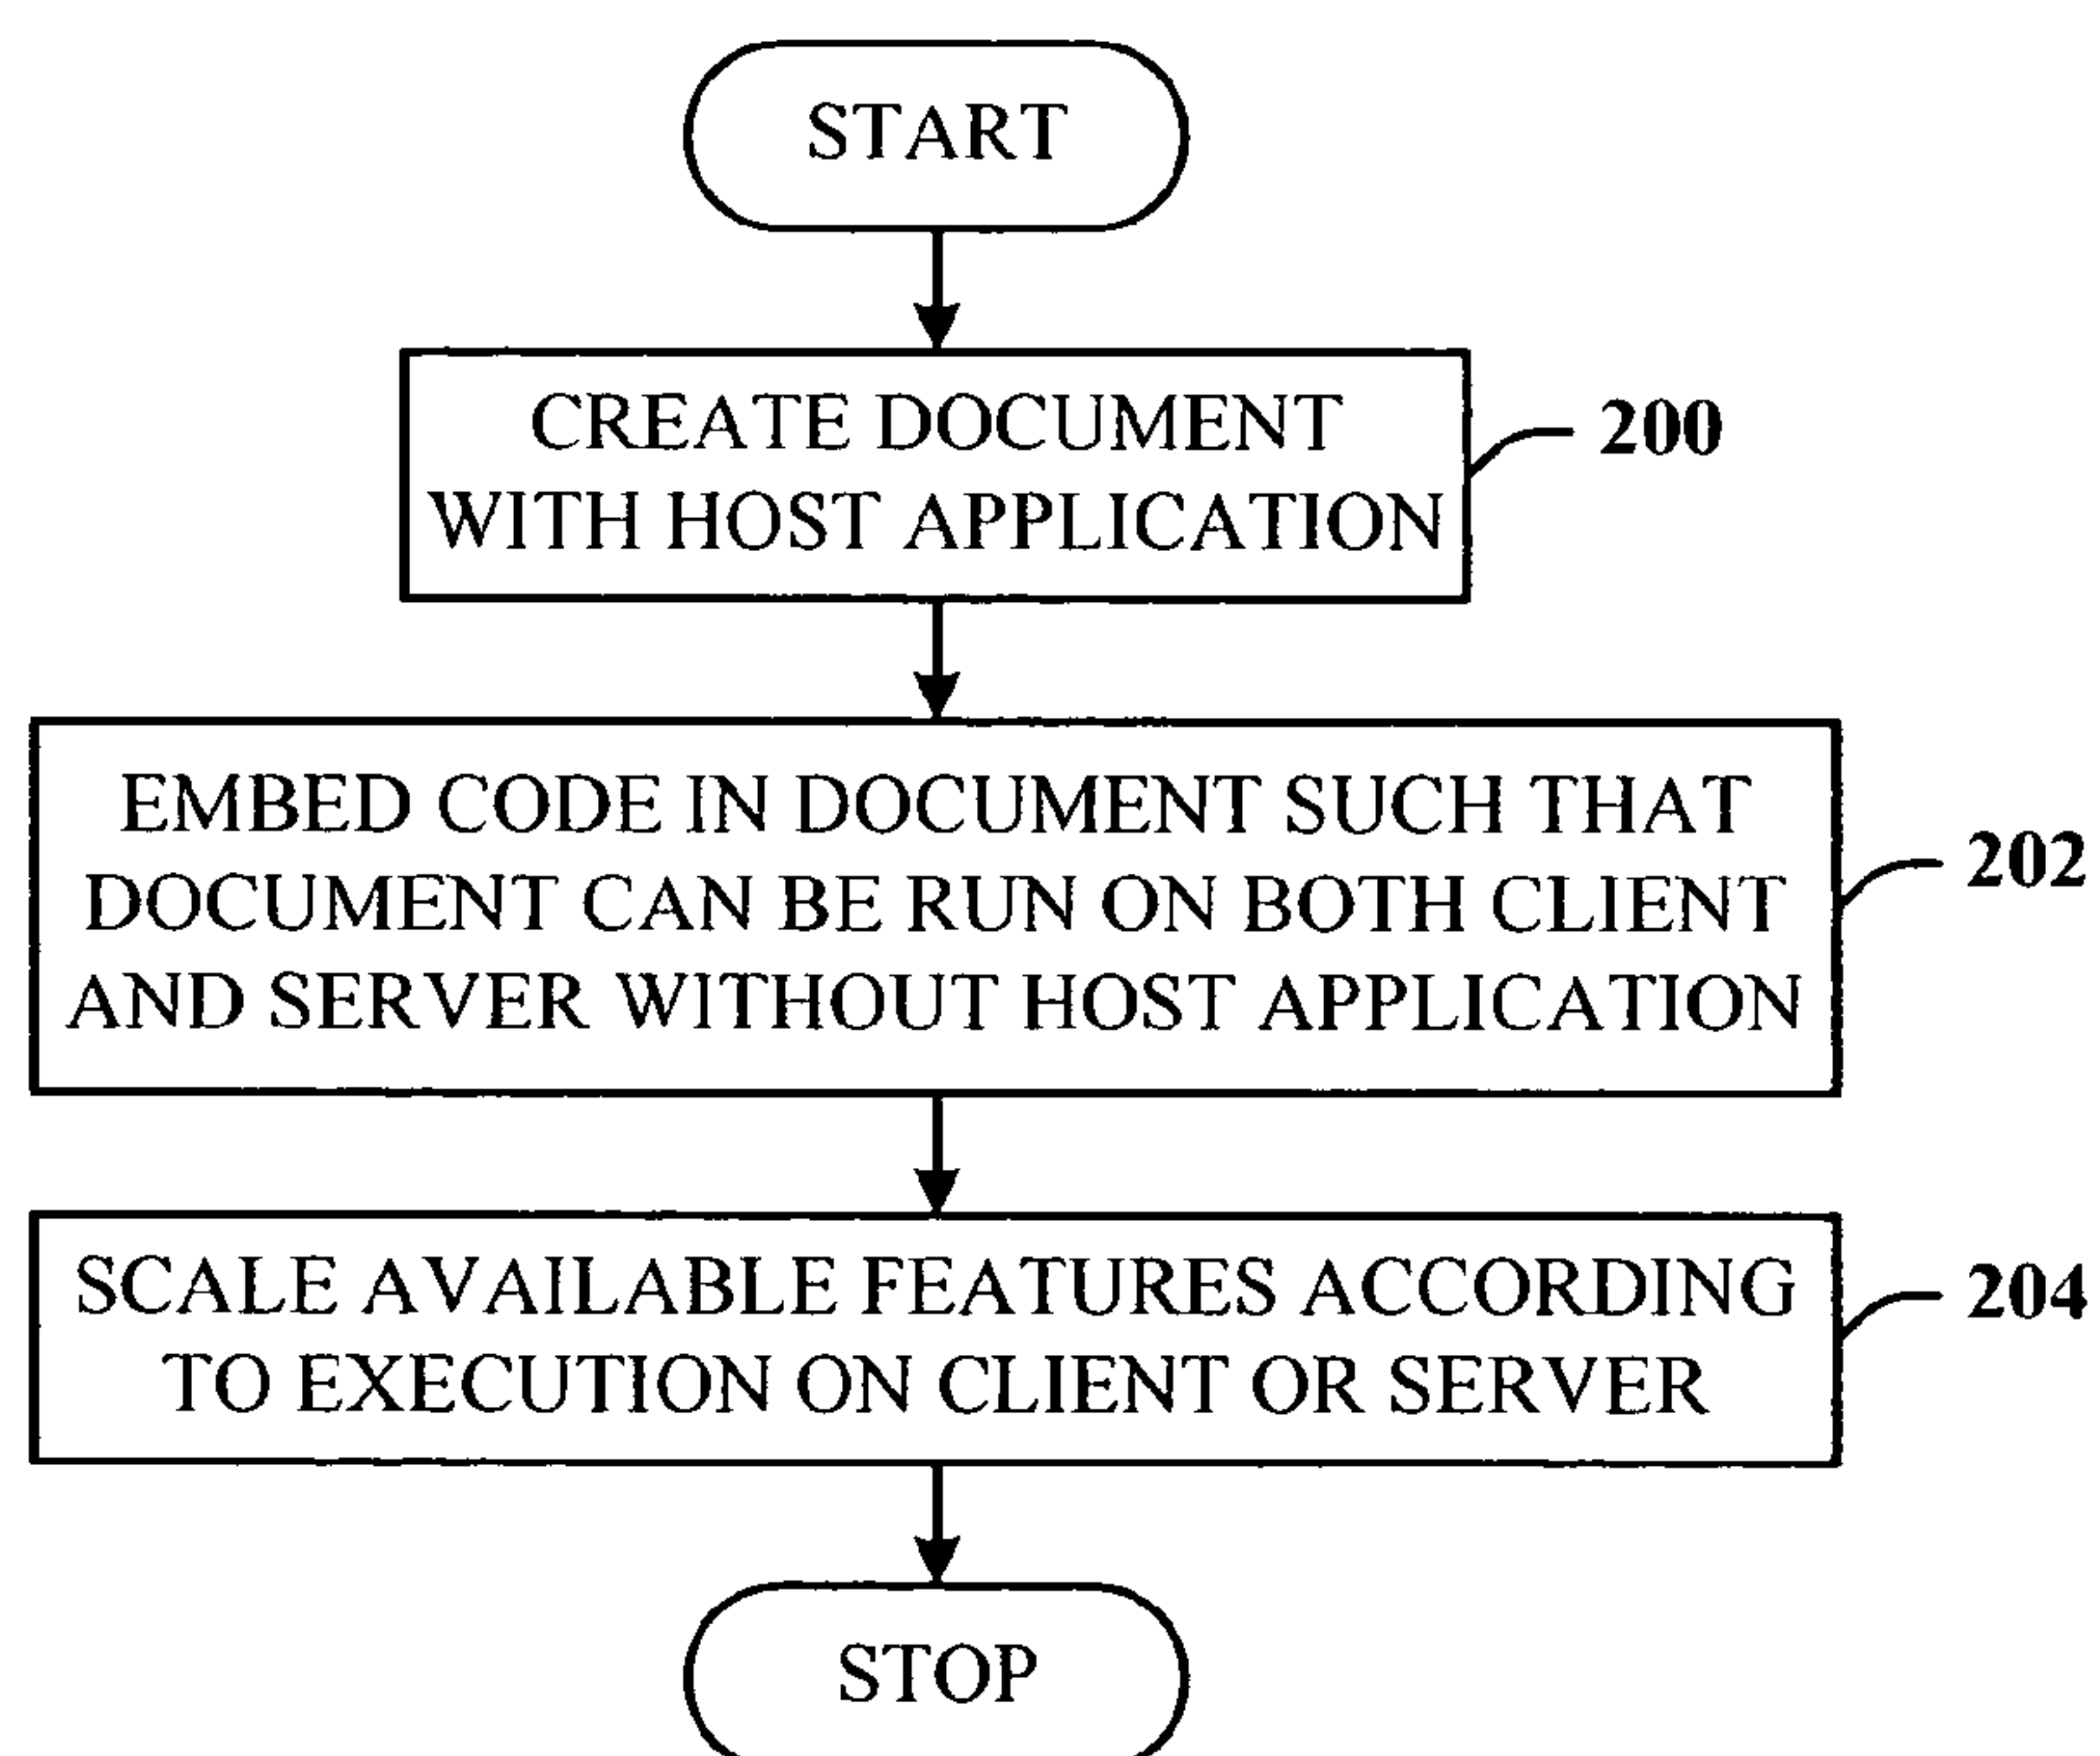 START
CREATE DOCUMENT
WITH HOST APPLICATION
200
EMBED CODE IN DOCUMENT SUCH THAT
DOCUMENT CAN BE RUN ON BOTH CLIENT
AND SERVER WITHOUT HOST APPLICATION
202
SCALE AVAILABLE FEATURES ACCORDING
TO EXECUTION ON CLIENT OR SERVER
204
STOP